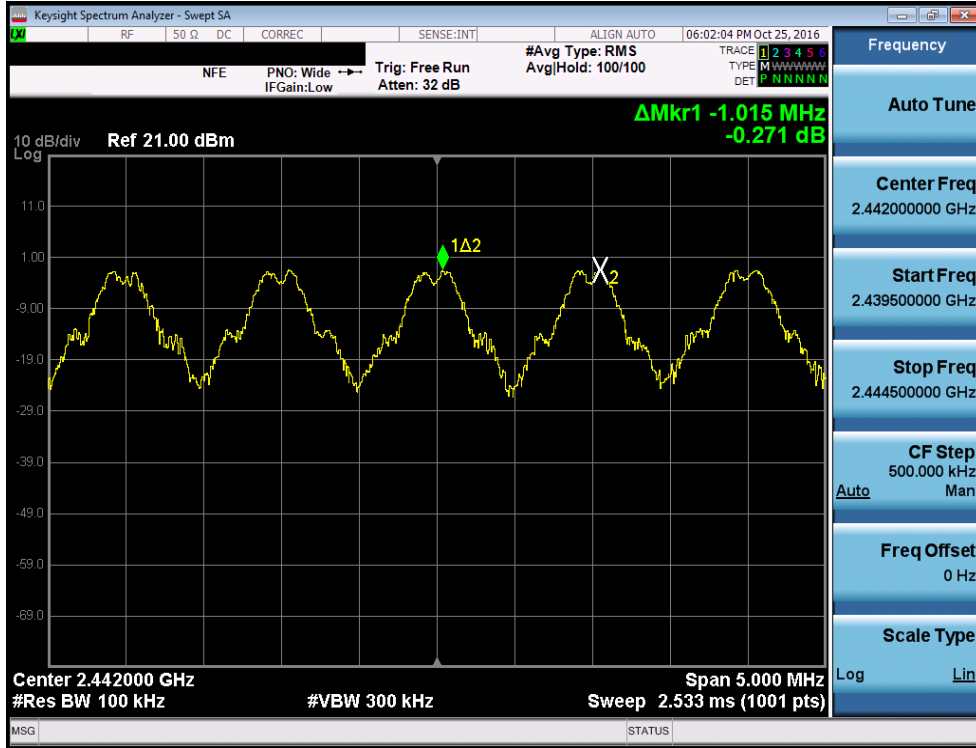 Keysight Spectrum Analyzer - Swept SA
LXI RF 50 Ω DC CORREC SENSE:INT ALIGN AUTO 06:02:04 PM Oct 25, 2016
NFE PNO: Wide IFGain:Low Trig: Free Run Atten: 32 dB #Avg Type: RMS Avg|Hold: 100/100
TRACE 1 2 3 4 5 6
TYPE M WWWWW
DET P N N N N N
ΔMkr1 -1.015 MHz
-0.271 dB
10 dB/div Ref 21.00 dBm
Log
11.0
1.00
-9.00
-19.0
-29.0
-39.0
-49.0
-59.0
-69.0
1Δ2
2
Center 2.442000 GHz Span 5.000 MHz
#Res BW 100 kHz #VBW 300 kHz Sweep 2.533 ms (1001 pts)
MSG STATUS
Frequency
Auto Tune
Center Freq
2.442000000 GHz
Start Freq
2.439500000 GHz
Stop Freq
2.444500000 GHz
CF Step
500.000 kHz
Auto Man
Freq Offset
0 Hz
Scale Type
Log Lin